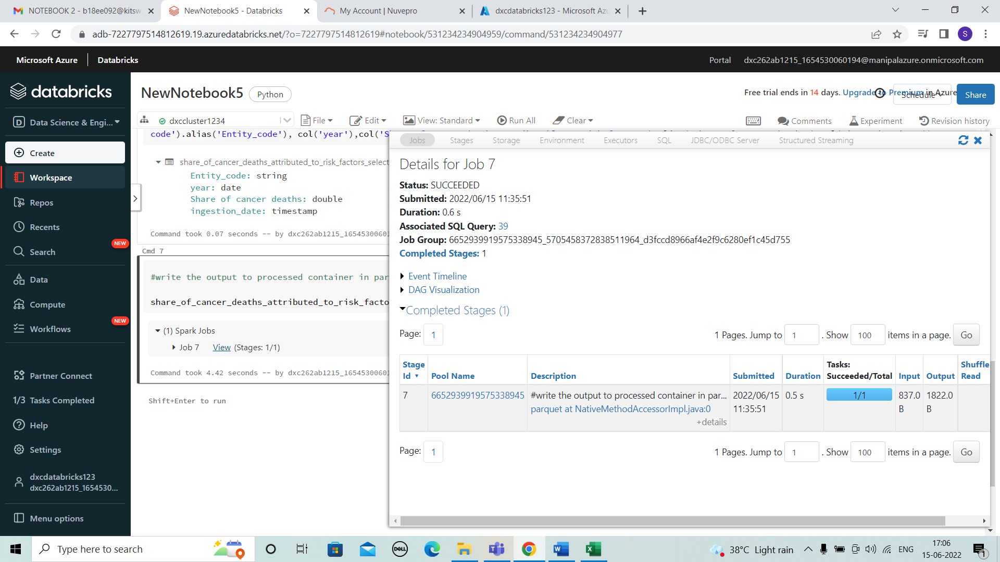 NOTEBOOK 2 - b18ee092@kitsw
NewNotebook5 - Databricks
My Account | Nuvepro
dxcdatabricks123 - Microsoft Azu
adb-7227797514812619.19.azuredatabricks.net/?o=7227797514812619#notebook/531234234904959/command/531234234904977
S
Microsoft Azure
Databricks
Portal
dxc262ab1215_1654530060194@manipalazure.onmicrosoft.com
databricks
D Data Science & Engi...
Create
Workspace
Repos
Recents
NEW
Search
Data
Compute
NEW
Workflows
Partner Connect
1/3 Tasks Completed
Help
Settings
dxcdatabricks123
dxc262ab1215_1654530...
Menu options
NewNotebook5 Python
Free trial ends in 14 days. Upgrade to Premium in Azure
Schedule
Share
dxccluster1234
File
Edit
View: Standard
Run All
Clear
Comments
Experiment
Revision history
code').alias('Entity_code'), col('year'),col('S
share_of_cancer_deaths_attributed_to_risk_factors_select
Entity_code: string
year: date
Share of cancer deaths: double
ingestion_date: timestamp
Command took 0.07 seconds -- by dxc262ab1215_16545300601
Cmd 7
#write the output to processed container in par
share_of_cancer_deaths_attributed_to_risk_facto
(1) Spark Jobs
Job 7 View (Stages: 1/1)
Command took 4.42 seconds -- by dxc262ab1215_16545300601
Shift+Enter to run
Jobs Stages Storage Environment Executors SQL JDBC/ODBC Server Structured Streaming
Details for Job 7
Status: SUCCEEDED
Submitted: 2022/06/15 11:35:51
Duration: 0.6 s
Associated SQL Query: 39
Job Group: 6652939919575338945_5705458372838511964_d3fccd8966af4e2f9c6280ef1c45d755
Completed Stages: 1
Event Timeline
DAG Visualization
Completed Stages (1)
Page: 1
1 Pages. Jump to 1 . Show 100 items in a page. Go
Stage Id
Pool Name
Description
Submitted
Duration
Tasks: Succeeded/Total
Input
Output
Shuffle Read
7
6652939919575338945
#write the output to processed container in par...
parquet at NativeMethodAccessorImpl.java:0
+details
2022/06/15 11:35:51
0.5 s
1/1
837.0 B
1822.0 B
Page: 1
1 Pages. Jump to 1 . Show 100 items in a page. Go
Type here to search
DELL
38°C Light rain
ENG
17:06
15-06-2022
1